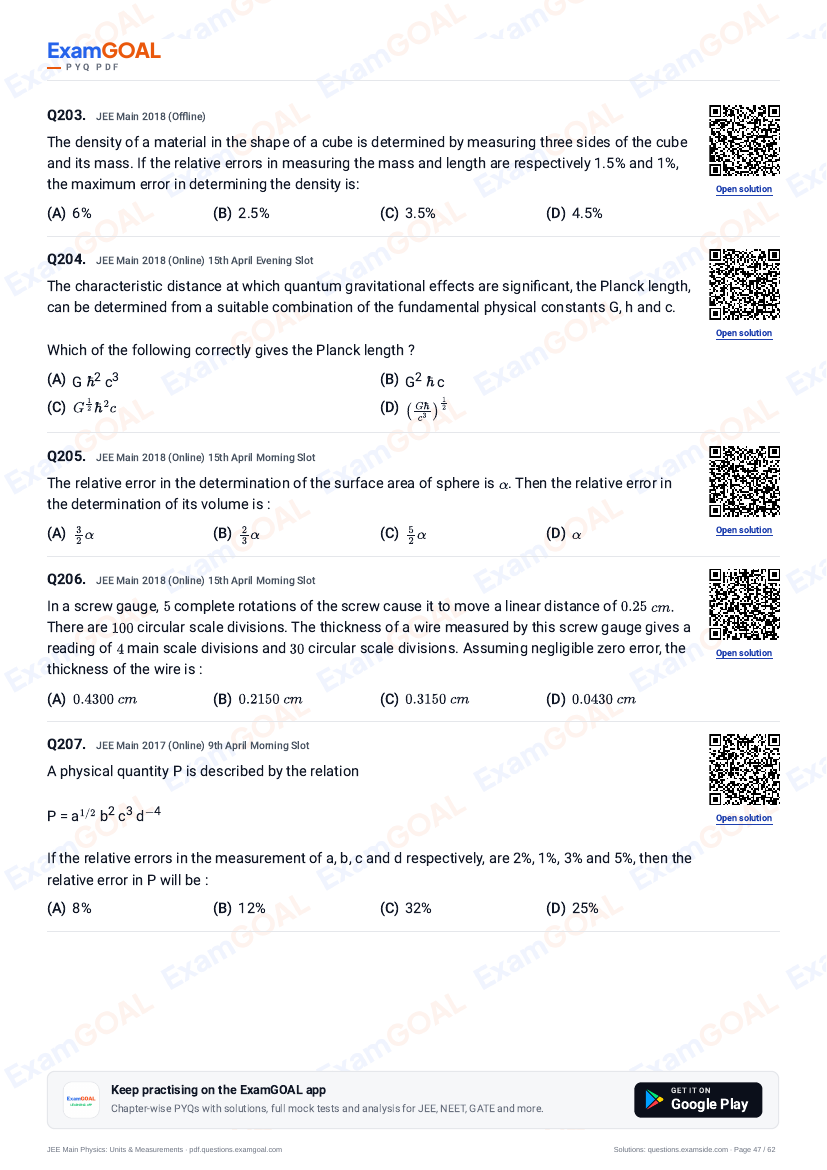 ExamGOAL
PYQ PDF
Q203. JEE Main 2018 (Offline)
The density of a material in the shape of a cube is determined by measuring three sides of the cube
and its mass. If the relative errors in measuring the mass and length are respectively 1.5% and 1%,
the maximum error in determining the density is:
(A) 6% (B) 2.5% (C) 3.5% (D) 4.5%
Open solution
Q204. JEE Main 2018 (Online) 15th April Evening Slot
The characteristic distance at which quantum gravitational effects are significant, the Planck length,
can be determined from a suitable combination of the fundamental physical constants G, h and c.
Which of the following correctly gives the Planck length ?
(A) G ℏ² c³ (B) G² ℏ c
(C) G^{1/2} ℏ² c (D) (Gℏ/c³)^{1/2}
Open solution
Q205. JEE Main 2018 (Online) 15th April Morning Slot
The relative error in the determination of the surface area of sphere is α. Then the relative error in
the determination of its volume is :
(A) 3/2 α (B) 2/3 α (C) 5/2 α (D) α
Open solution
Q206. JEE Main 2018 (Online) 15th April Morning Slot
In a screw gauge, 5 complete rotations of the screw cause it to move a linear distance of 0.25 cm.
There are 100 circular scale divisions. The thickness of a wire measured by this screw gauge gives a
reading of 4 main scale divisions and 30 circular scale divisions. Assuming negligible zero error, the
thickness of the wire is :
(A) 0.4300 cm (B) 0.2150 cm (C) 0.3150 cm (D) 0.0430 cm
Open solution
Q207. JEE Main 2017 (Online) 9th April Morning Slot
A physical quantity P is described by the relation
P = a^{1/2} b² c³ d⁻⁴
If the relative errors in the measurement of a, b, c and d respectively, are 2%, 1%, 3% and 5%, then the
relative error in P will be :
(A) 8% (B) 12% (C) 32% (D) 25%
Open solution
Keep practising on the ExamGOAL app
Chapter-wise PYQs with solutions, full mock tests and analysis for JEE, NEET, GATE and more.
GET IT ON
Google Play
JEE Main Physics: Units & Measurements · pdf.questions.examgoal.com
Solutions: questions.examside.com · Page 47 / 62